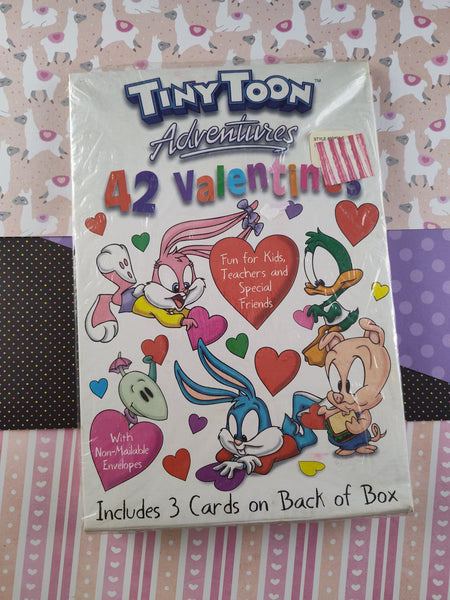 TINY TOON™
Adventures
42 Valentines
Fun for Kids,
Teachers and
Special
Friends
With
Non-Mailable
Envelopes
Includes 3 Cards on Back of Box